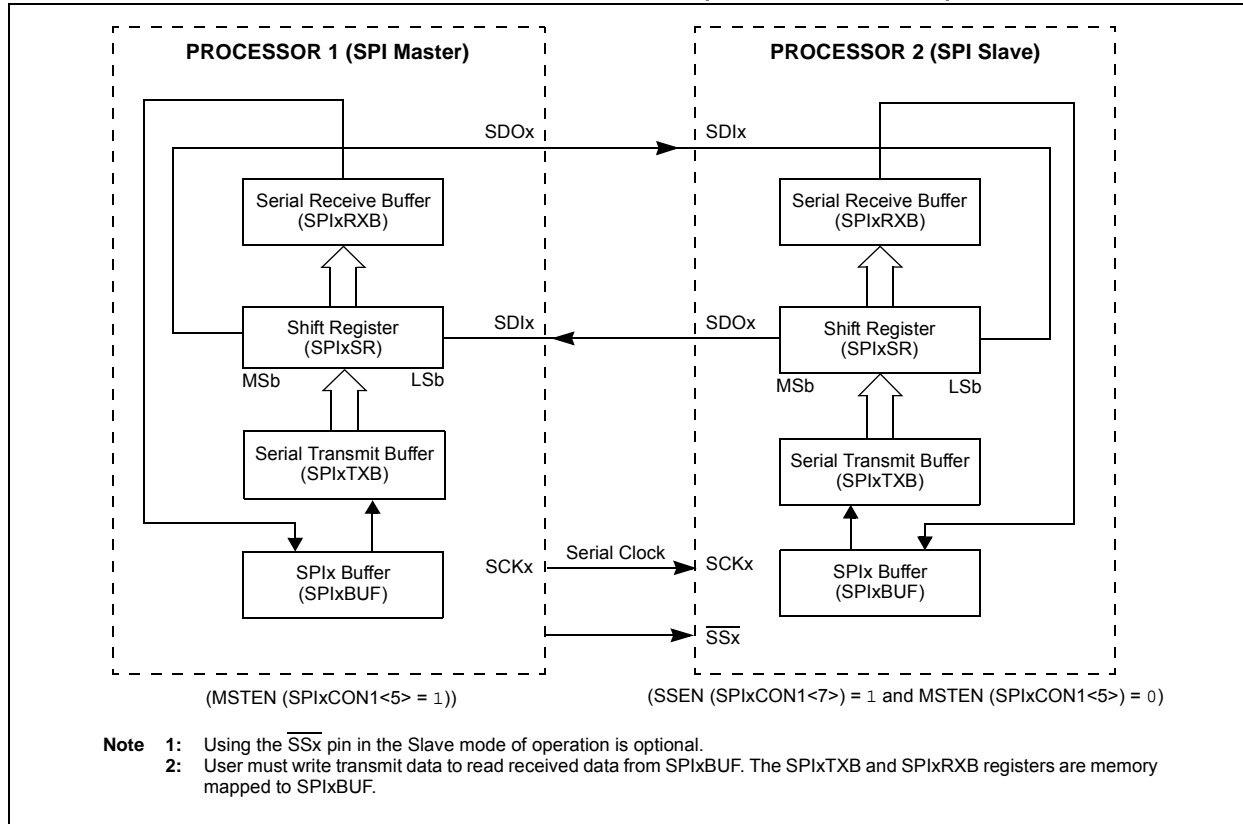 PROCESSOR 1 (SPI Master)
PROCESSOR 2 (SPI Slave)
SDOx
SDIx
Serial Receive Buffer
(SPIxRXB)
Serial Receive Buffer
(SPIxRXB)
Shift Register
(SPIxSR)
SDIx
SDOx
Shift Register
(SPIxSR)
MSb
LSb
MSb
LSb
Serial Transmit Buffer
(SPIxTXB)
Serial Transmit Buffer
(SPIxTXB)
SPIx Buffer
(SPIxBUF)
SCKx
Serial Clock
SCKx
SPIx Buffer
(SPIxBUF)
SSx
(MSTEN (SPIxCON1<5> = 1))
(SSEN (SPIxCON1<7>) = 1 and MSTEN (SPIxCON1<5>) = 0)
Note 1: Using the SSx pin in the Slave mode of operation is optional.
2: User must write transmit data to read received data from SPIxBUF. The SPIxTXB and SPIxRXB registers are memory
mapped to SPIxBUF.